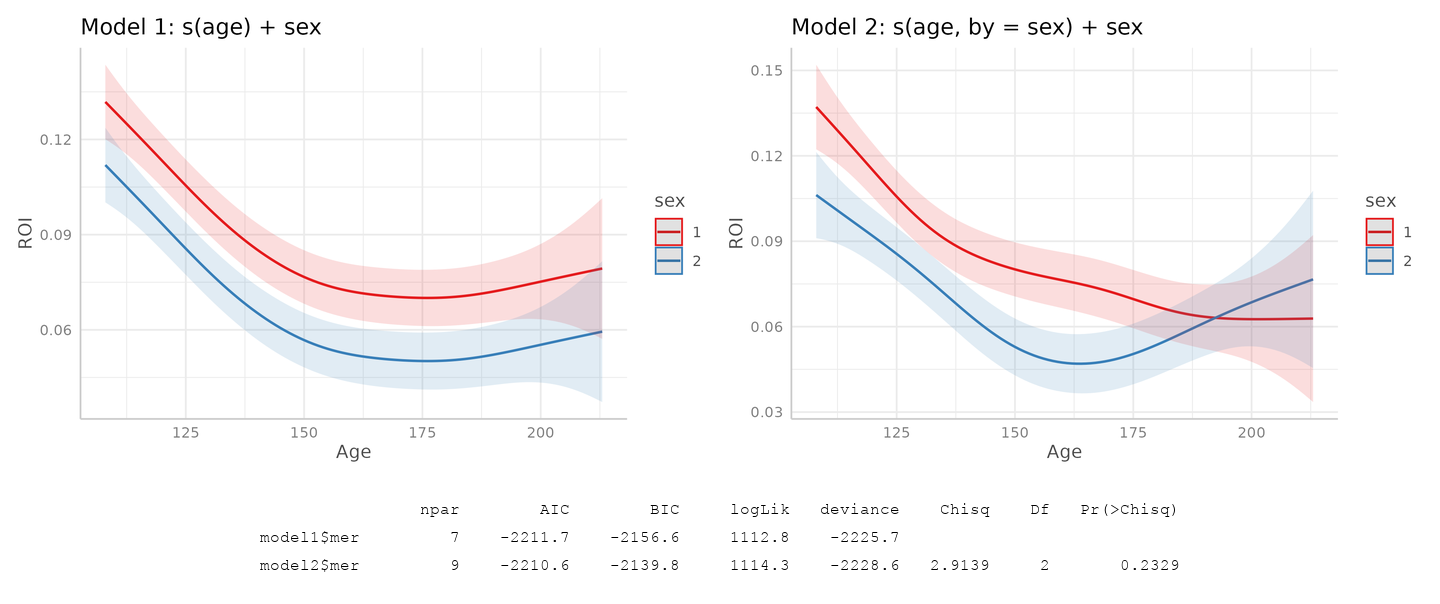 Model 1: s(age) + sex
0.12
0.09
0.06
ROI
125 150 175 200
Age
sex
1
2
Model 2: s(age, by = sex) + sex
0.15
0.12
0.09
0.06
0.03
ROI
125 150 175 200
Age
sex
1
2
npar AIC BIC logLik deviance Chisq Df Pr(>Chisq)
model1$mer 7 -2211.7 -2156.6 1112.8 -2225.7
model2$mer 9 -2210.6 -2139.8 1114.3 -2228.6 2.9139 2 0.2329